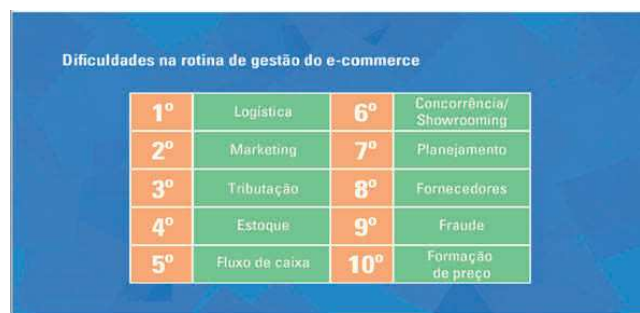 Dificuldades na rotina de gestão do e-commerce
1º Logística
2º Marketing
3º Tributação
4º Estoque
5º Fluxo de caixa
6º Concorrência/
Showrooming
7º Planejamento
8º Fornecedores
9º Fraude
10º Formação
de preço